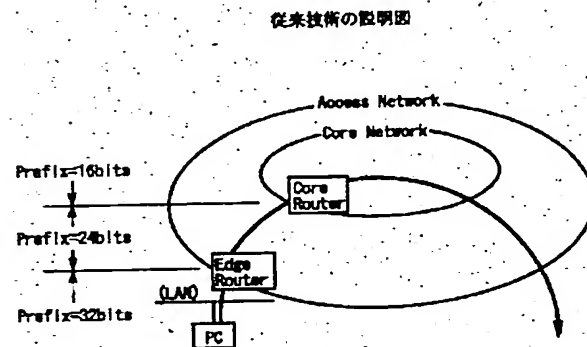 従来技術の説明図
Access Network
Core Network
Prefix=16bits
Core
Router
Prefix=24bits
Edge
Router
(LAN)
Prefix=32bits
PC